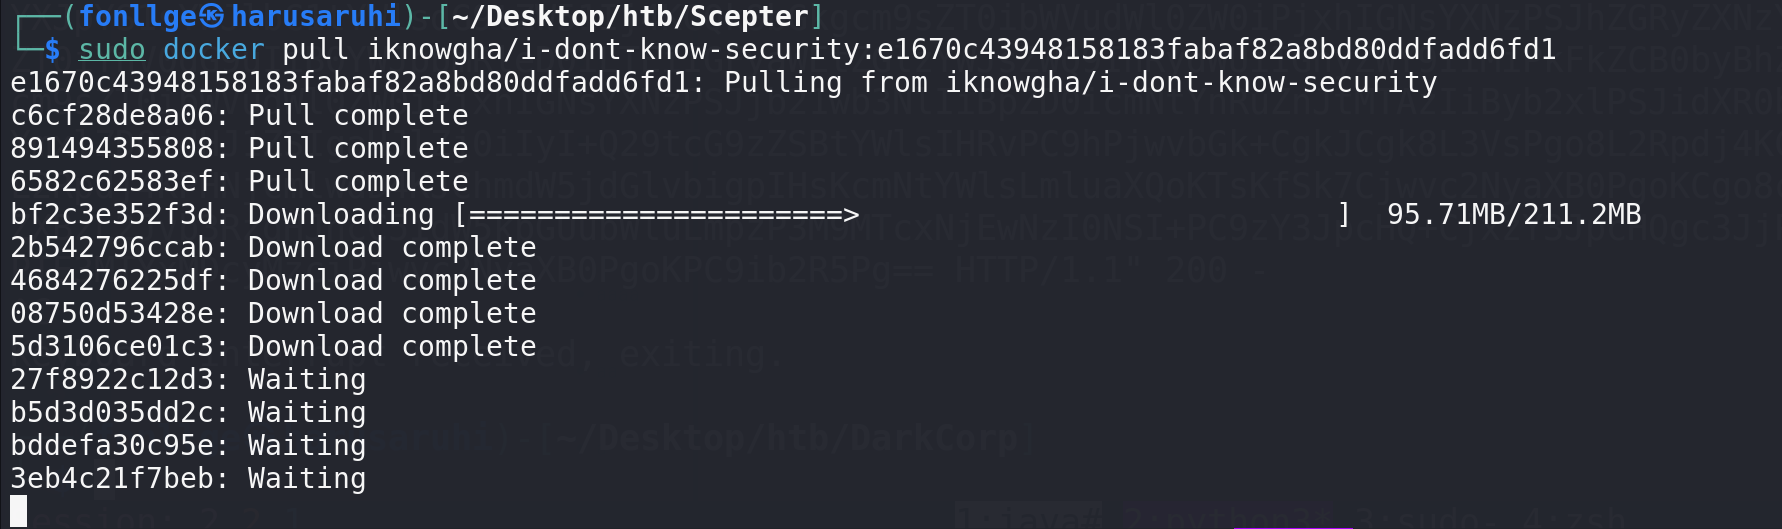 ┌──(fonllge㉿harusaruhi)-[~/Desktop/htb/Scepter]
└─$ sudo docker pull iknowgha/i-dont-know-security:e1670c43948158183fabaf82a8bd80ddfadd6fd1
e1670c43948158183fabaf82a8bd80ddfadd6fd1: Pulling from iknowgha/i-dont-know-security
c6cf28de8a06: Pull complete
891494355808: Pull complete
6582c62583ef: Pull complete
bf2c3e352f3d: Downloading [======================>                            ]  95.71MB/211.2MB
2b542796ccab: Download complete
4684276225df: Download complete
08750d53428e: Download complete
5d3106ce01c3: Download complete
27f8922c12d3: Waiting
b5d3d035dd2c: Waiting
bddefa30c95e: Waiting
3eb4c21f7beb: Waiting